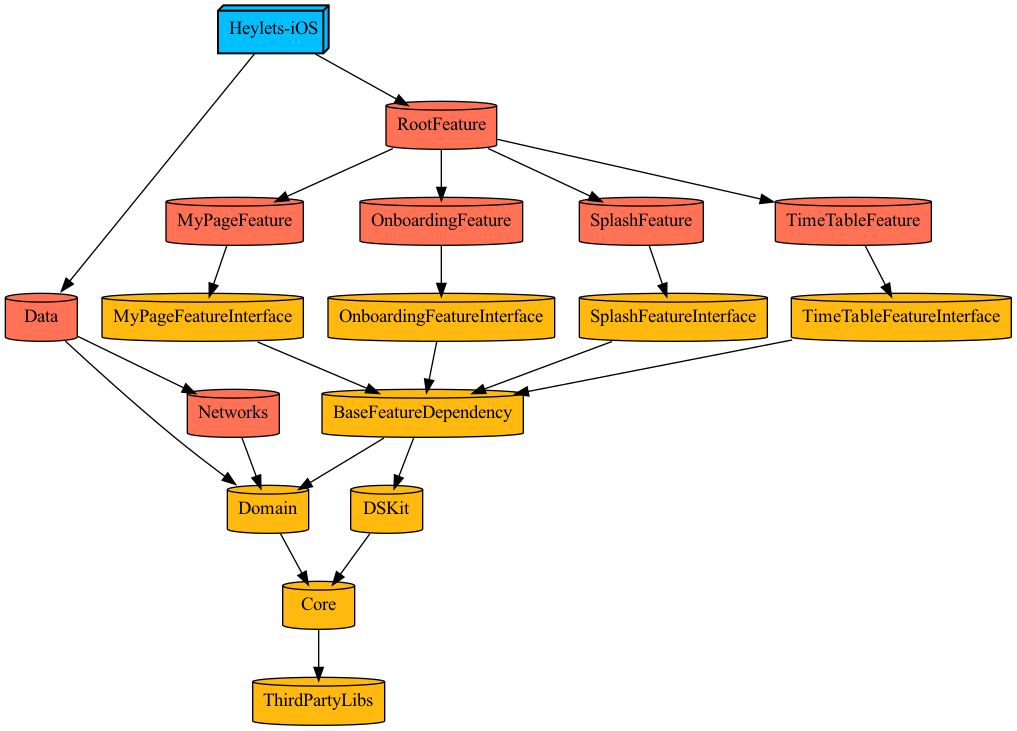 Heylets-iOS
RootFeature
MyPageFeature
OnboardingFeature
SplashFeature
TimeTableFeature
Data
MyPageFeatureInterface
OnboardingFeatureInterface
SplashFeatureInterface
TimeTableFeatureInterface
Networks
BaseFeatureDependency
Domain
DSKit
Core
ThirdPartyLibs